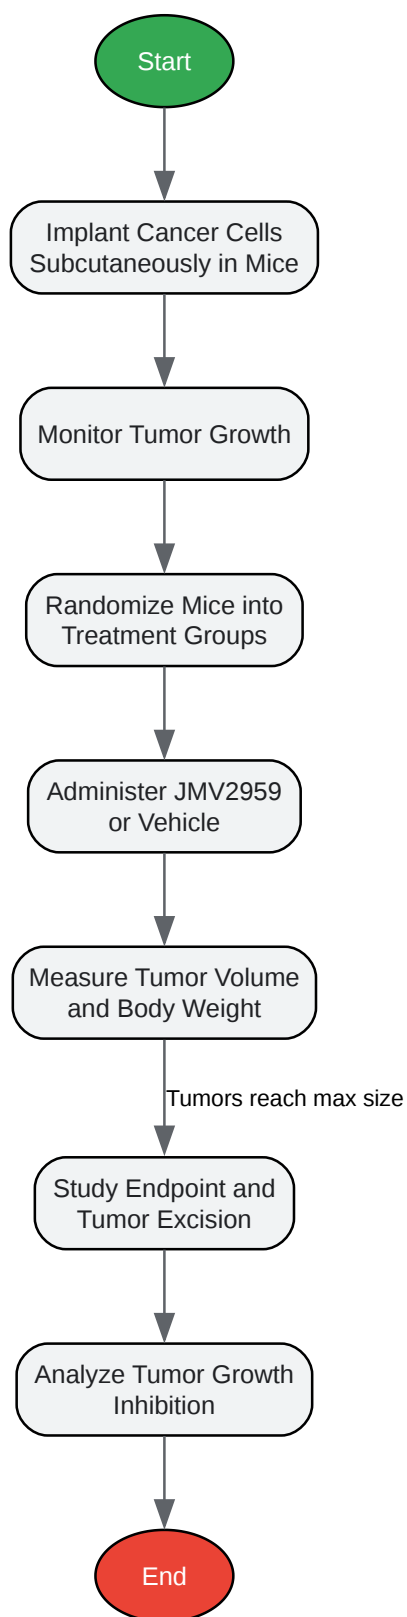 Start
Implant Cancer Cells
Subcutaneously in Mice
Monitor Tumor Growth
Randomize Mice into
Treatment Groups
Administer JMV2959
or Vehicle
Measure Tumor Volume
and Body Weight
Tumors reach max size
Study Endpoint and
Tumor Excision
Analyze Tumor Growth
Inhibition
End